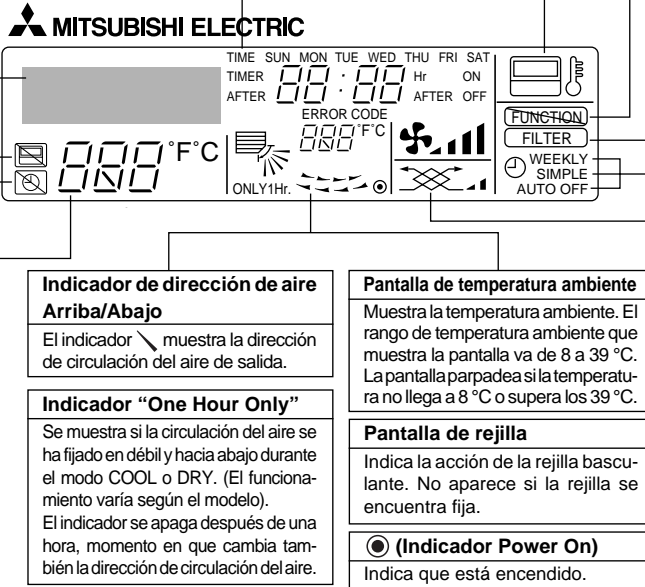 MITSUBISHI ELECTRIC
TIME SUN MON TUE WED THU FRI SAT
TIMER 88:88 Hr ON
AFTER AFTER OFF
ERROR CODE
888 °F°C
888 °F°C
ONLY1Hr.
FUNCTION
FILTER
WEEKLY
SIMPLE
AUTO OFF
Indicador de dirección de aire
Arriba/Abajo
El indicador muestra la dirección
de circulación del aire de salida.
Indicador “One Hour Only”
Se muestra si la circulación del aire se
ha fijado en débil y hacia abajo durante
el modo COOL o DRY. (El funciona-
miento varía según el modelo).
El indicador se apaga después de una
hora, momento en que cambia tam-
bién la dirección de circulación del aire.
Pantalla de temperatura ambiente
Muestra la temperatura ambiente. El
rango de temperatura ambiente que
muestra la pantalla va de 8 a 39 °C.
La pantalla parpadea si la temperatu-
ra no llega a 8 °C o supera los 39 °C.
Pantalla de rejilla
Indica la acción de la rejilla bascu-
lante. No aparece si la rejilla se
encuentra fija.
(Indicador Power On)
Indica que está encendido.